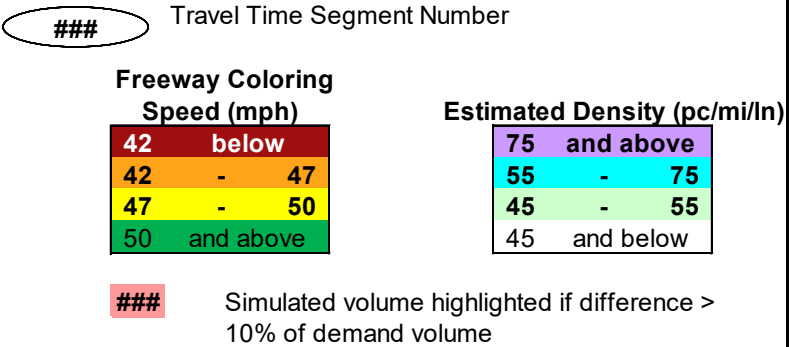 ### Travel Time Segment Number
Freeway Coloring
Speed (mph) Estimated Density (pc/mi/ln)
42 below 75 and above
42 - 47 55 - 75
47 - 50 45 - 55
50 and above 45 and below
### Simulated volume highlighted if difference >
10% of demand volume